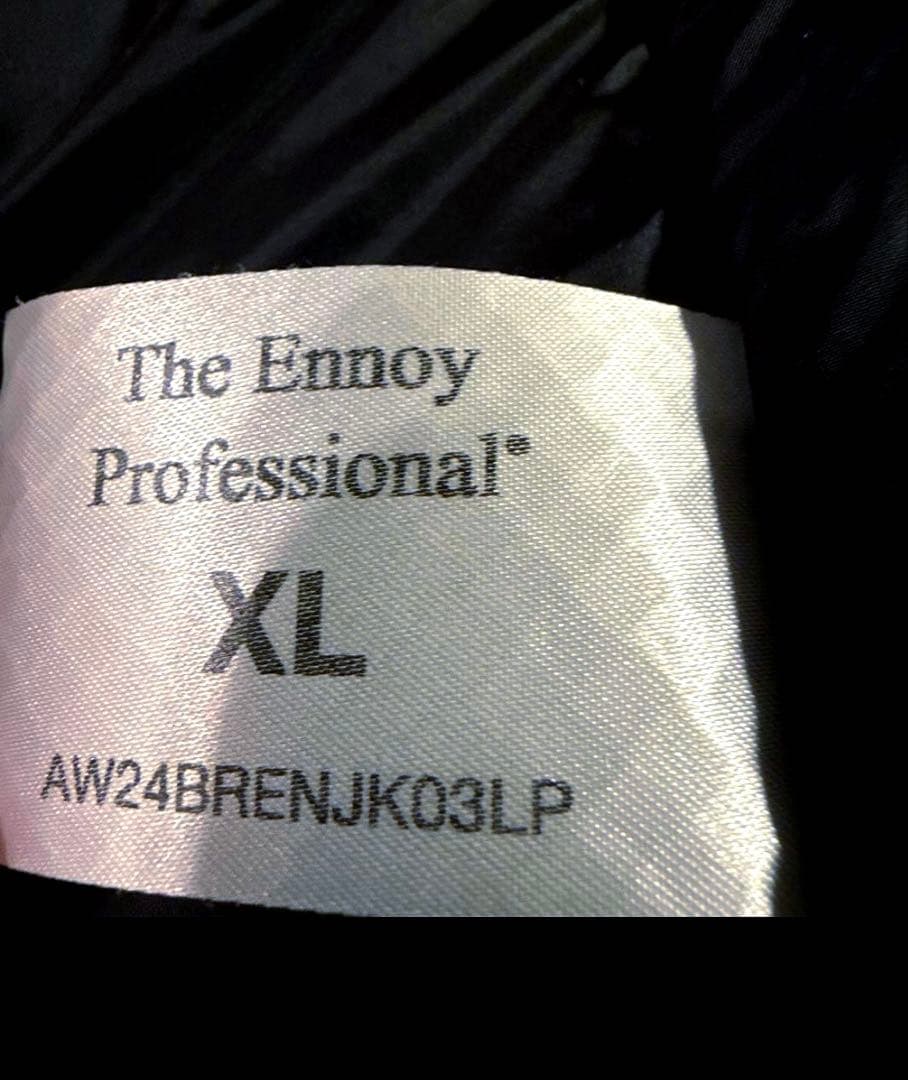 The Ennoy
Professional®
XL
AW24BRENJK03LP